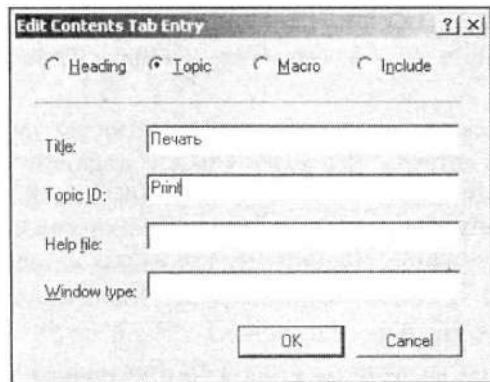 Edit Contents Tab Entry
Heading Topic Macro Include
Title: Печать
Topic ID: Print
Help file:
Window type:
OK Cancel